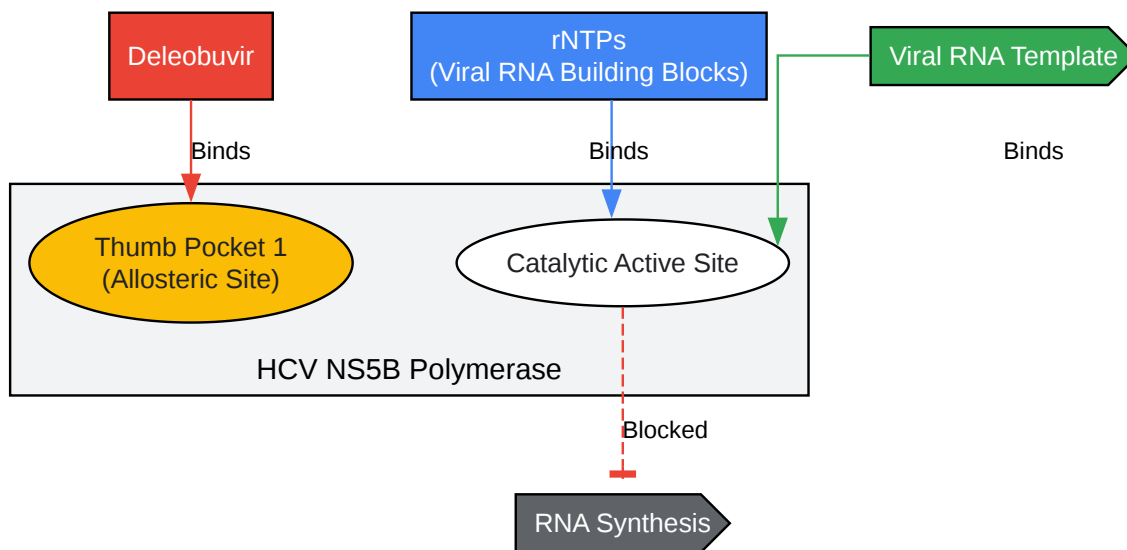 Deleobuvir
rNTPs
(Viral RNA Building Blocks)
Viral RNA Template
Binds
Binds
Binds
Thumb Pocket 1
(Allosteric Site)
Catalytic Active Site
HCV NS5B Polymerase
Blocked
RNA Synthesis